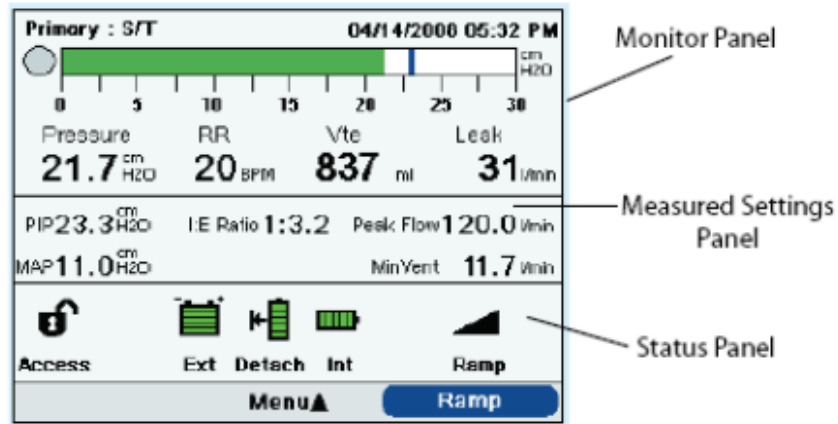 Primary : S/T 04/14/2008 05:32 PM
cm
H2O
0 5 10 15 20 25 30
Pressure RR Vte Leak
21.7 cm H2O 20 BPM 837 ml 31 l/min
PIP 23.3 cm H2O I:E Ratio 1:3.2 Peak Flow 120.0 l/min
MAP 11.0 cm H2O MinVent 11.7 l/min
Access Ext Detach Int Ramp
Menu▲ Ramp
Monitor Panel
Measured Settings
Panel
Status Panel